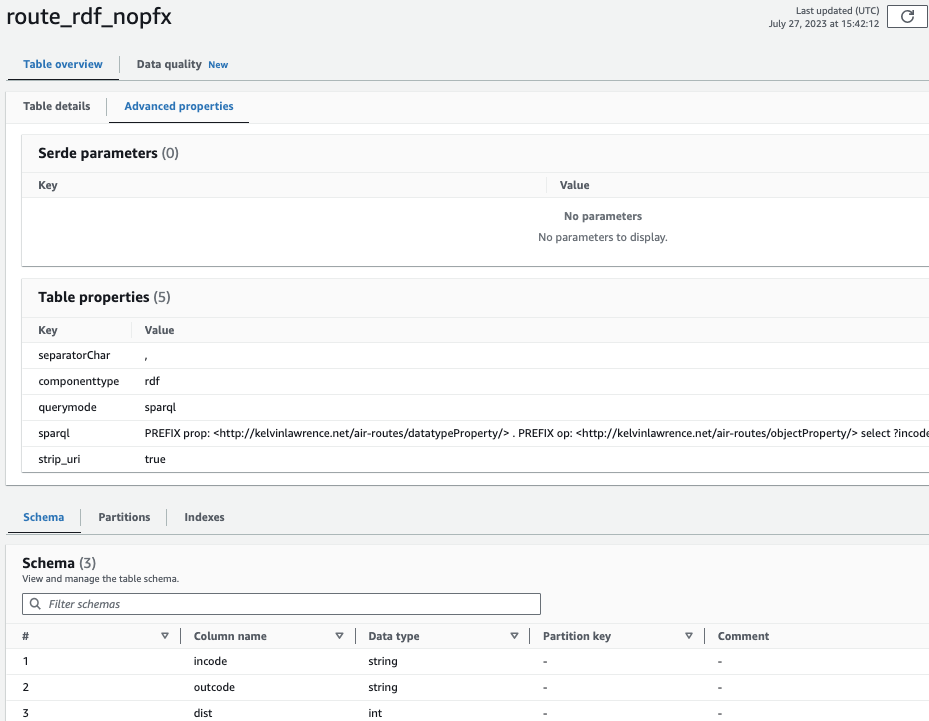 route_rdf_nopfx
Last updated (UTC)
July 27, 2023 at 15:42:12
Table overview
Data quality New
Table details
Advanced properties
Serde parameters (0)
Key Value
No parameters
No parameters to display.
Table properties (5)
Key Value
separatorChar ,
componenttype rdf
querymode sparql
sparql PREFIX prop: <http://kelvinlawrence.net/air-routes/datatypeProperty/> . PREFIX op: <http://kelvinlawrence.net/air-routes/objectProperty/> select ?incode
strip_uri true
Schema Partitions Indexes
Schema (3)
View and manage the table schema.
Filter schemas
# Column name Data type Partition key Comment
1 incode string - -
2 outcode string - -
3 dist int - -